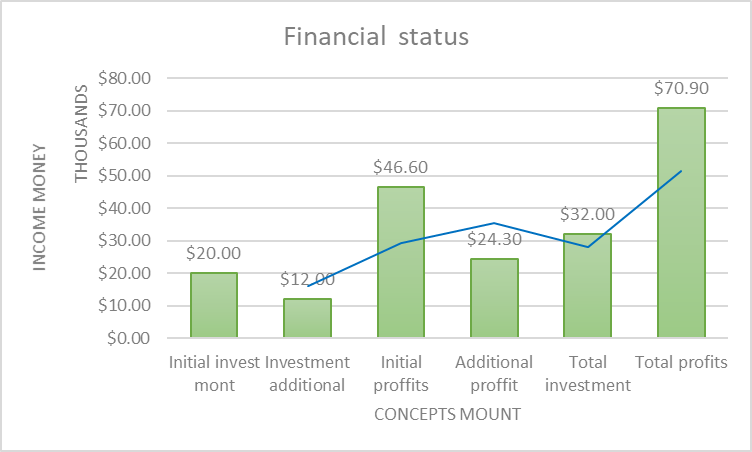 Financial status
INCOME MONEY
THOUSANDS
$80.00
$70.00
$60.00
$50.00
$40.00
$30.00
$20.00
$10.00
$0.00
$20.00
$12.00
$46.60
$24.30
$32.00
$70.90
Initial invest
mont
Investment
additional
Initial
proffits
Additional
proffit
Total
investment
Total profits
CONCEPTS MOUNT